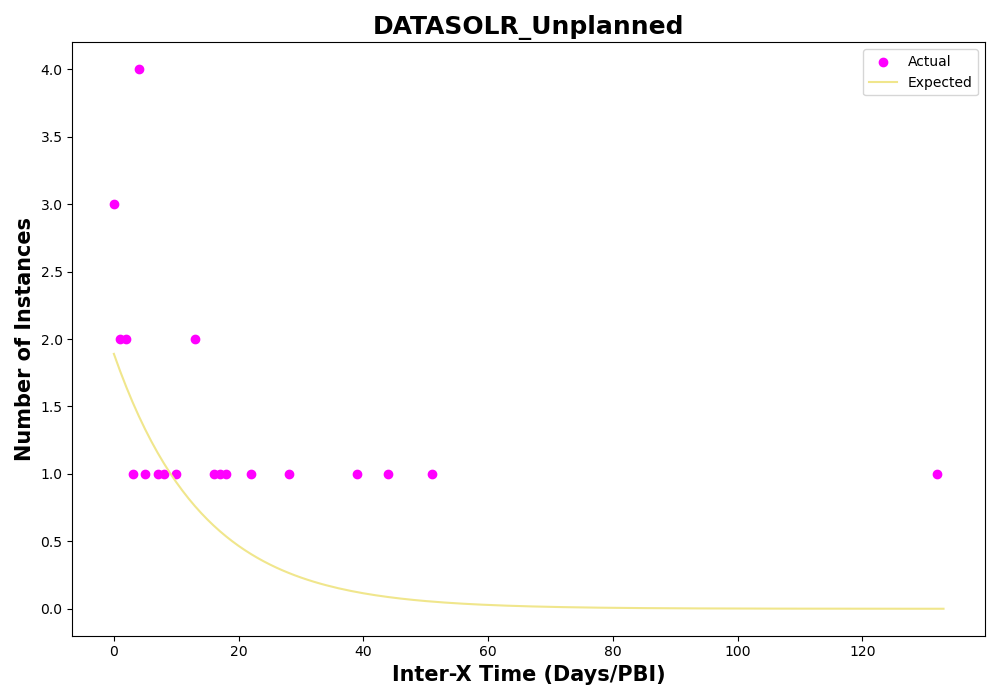 DATASOLR_Unplanned
Actual
Expected
Number of Instances
4.0
3.5
3.0
2.5
2.0
1.5
1.0
0.5
0.0
0 20 40 60 80 100 120
Inter-X Time (Days/PBI)